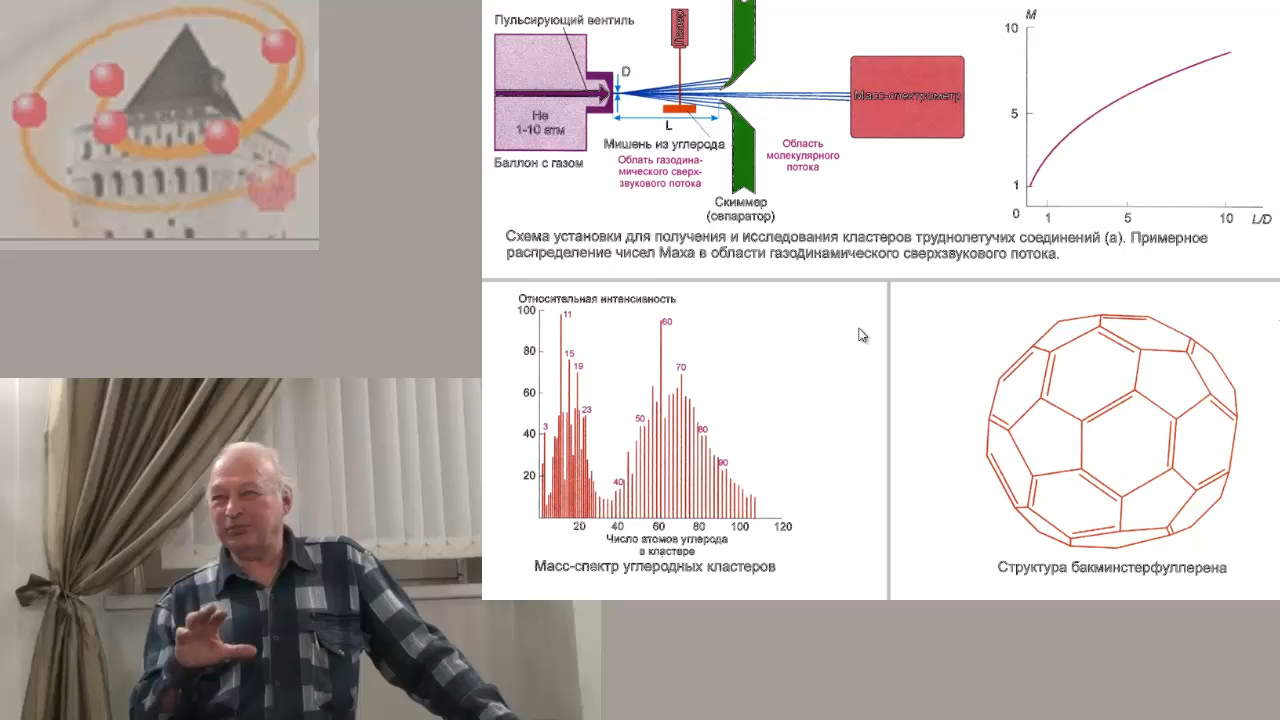 Пульсирующий вентиль
Лазер
D
He
1-10 атм
L
Баллон с газом
Мишень из углерода
Облать газодина-
мического сверх-
звукового потока
Скиммер
(сепаратор)
Область
молекулярного
потока
Масс-спектрометр
M
10
5
1
0
1
5
10
L/D
Схема установки для получения и исследования кластеров труднолетучих соединений (а). Примерное
распределение чисел Маха в области газодинамического сверхзвукового потока.
Относительная интенсивность
100
80
60
40
20
3
11
15
19
23
40
50
60
70
80
90
20
40
60
80
100
120
Число атомов углерода
в кластере
Масс-спектр углеродных кластеров
Структура бакминстерфуллерена